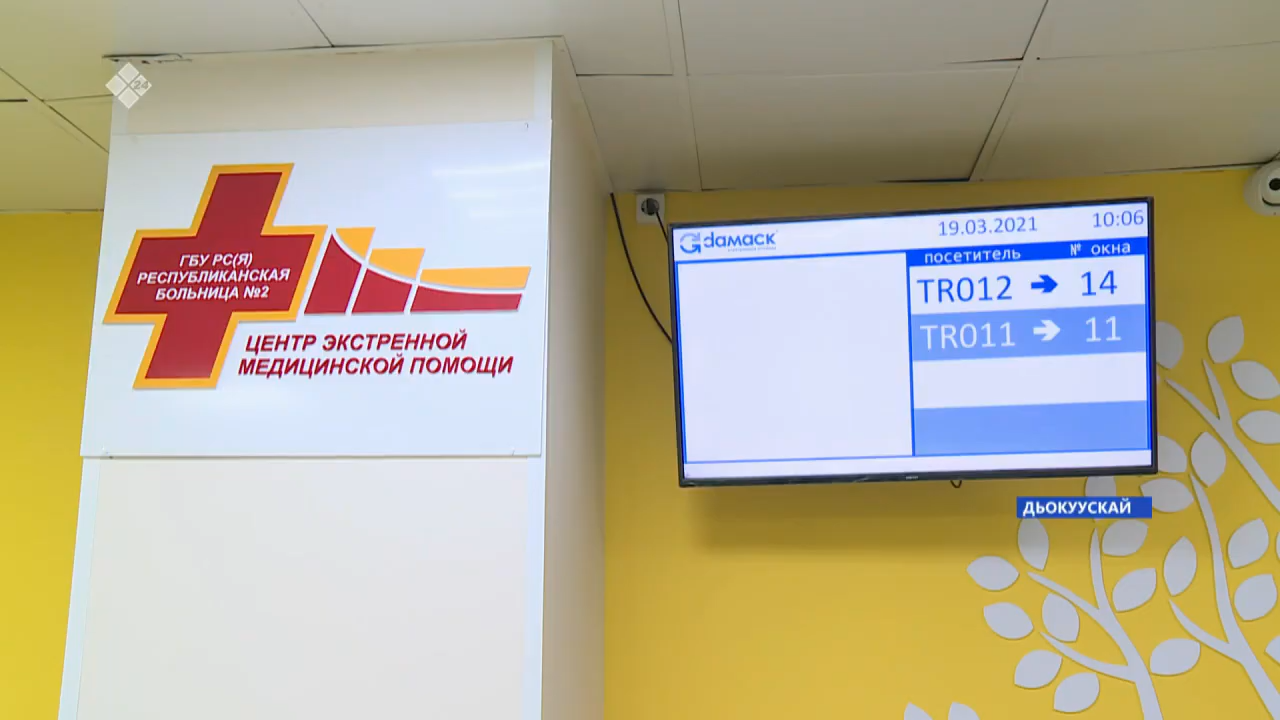 24
ГБУ РС(Я)
РЕСПУБЛИКАНСКАЯ
БОЛЬНИЦА №2
ЦЕНТР ЭКСТРЕННОЙ
МЕДИЦИНСКОЙ ПОМОЩИ
дамаск
19.03.2021 10:06
посетитель № окна
TR012 → 14
TR011 → 11
ДЬОКУУСКАЙ